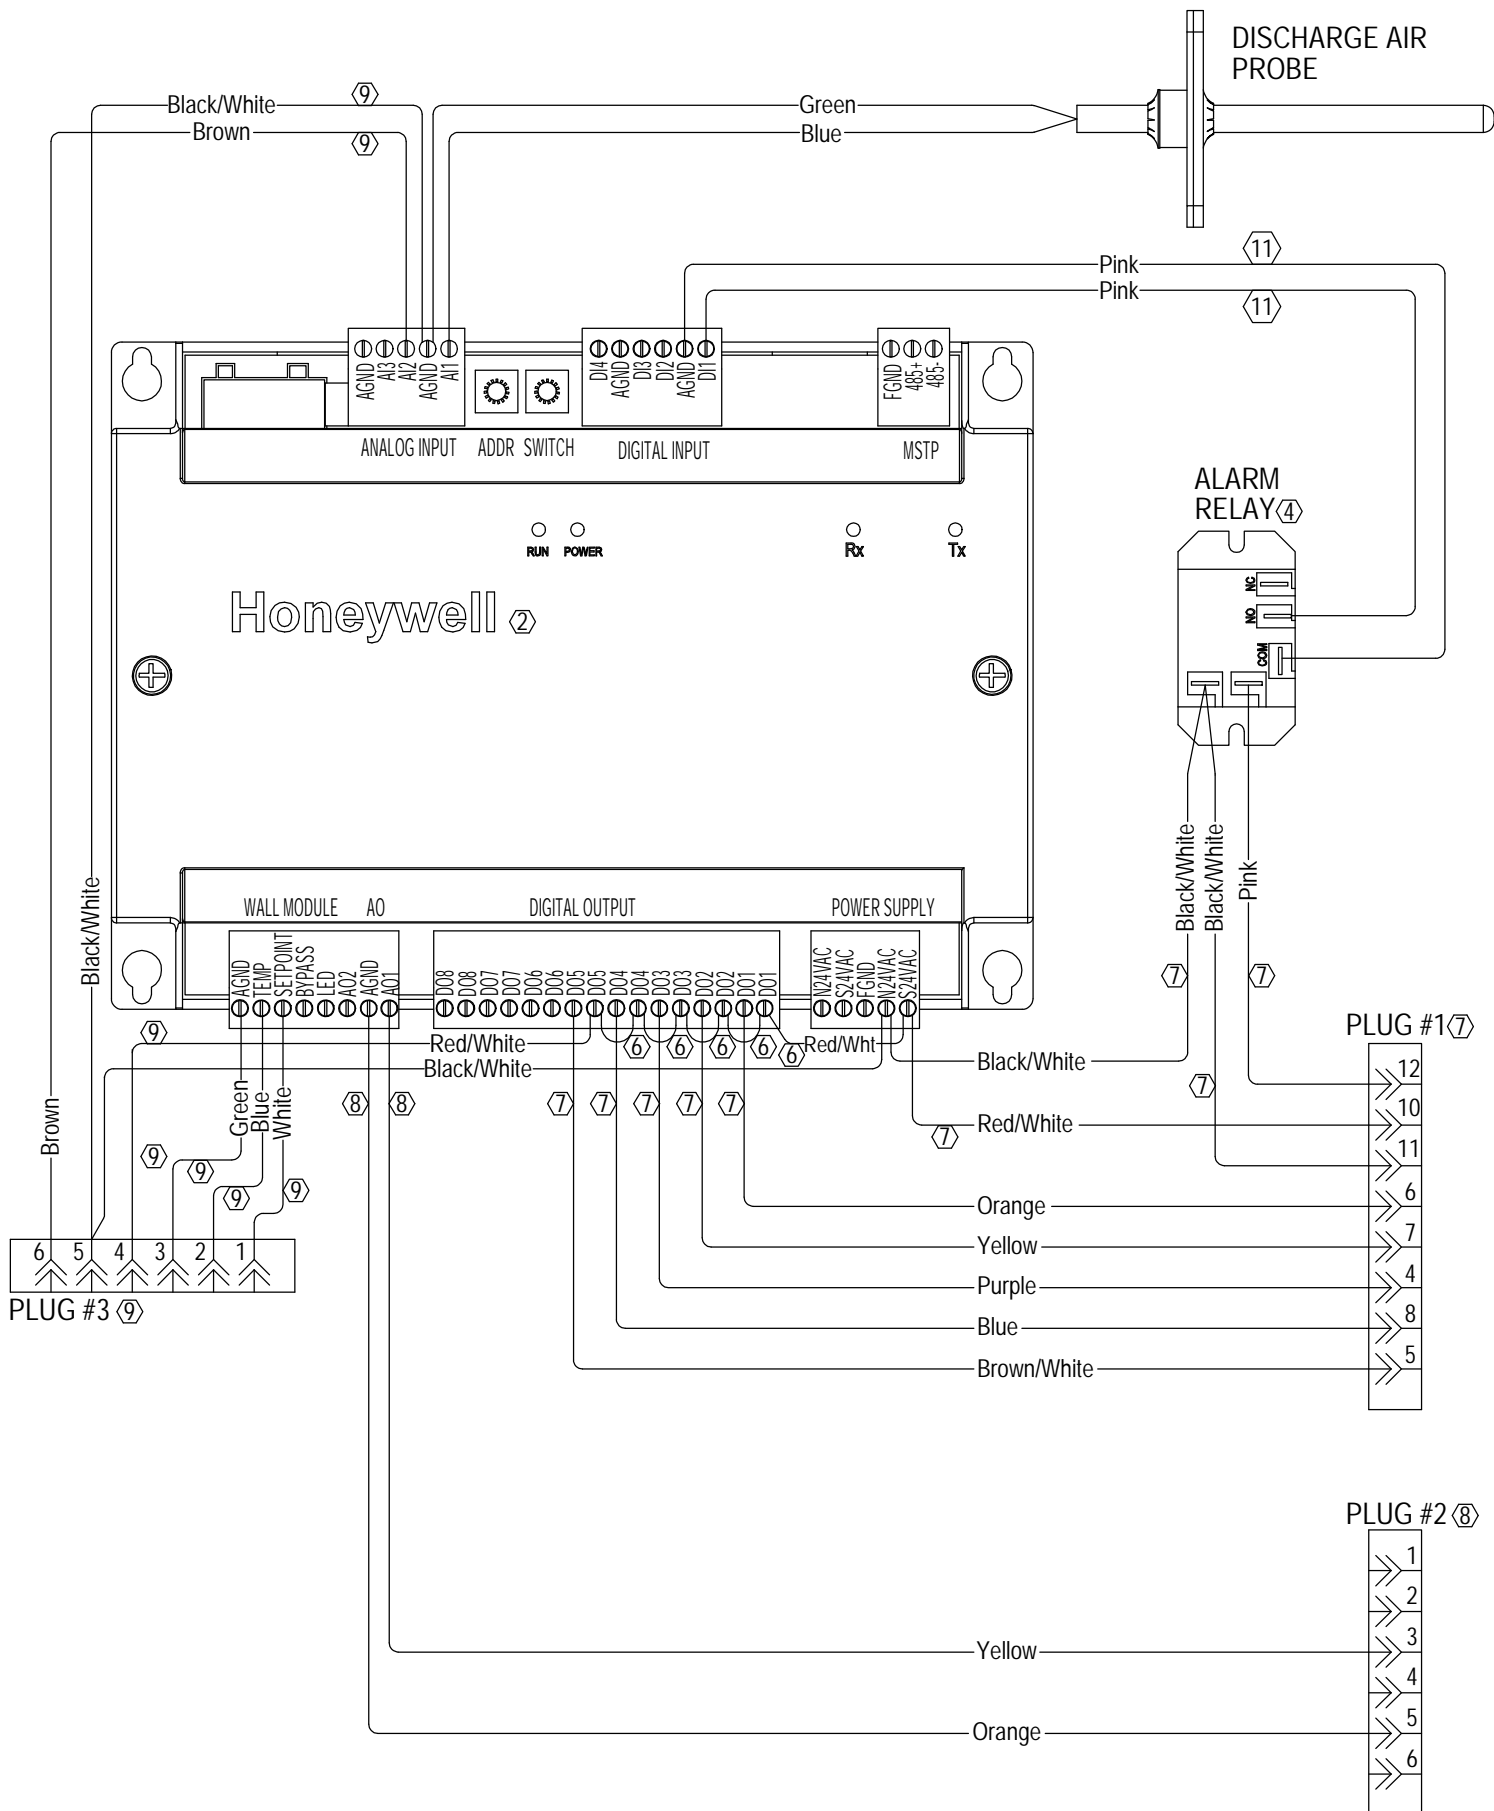 DISCHARGE AIR
PROBE
Black/White
9
Green
Brown
9
Blue
11
Pink
Pink
11
AGND
AI3
AI2
AGND
AI1
DI4
AGND
DI3
DI2
AGND
DI1
FGND
485+
485-
ANALOG INPUT
ADDR SWITCH
DIGITAL INPUT
MSTP
ALARM
RELAY 4
RUN
POWER
Rx
Tx
NC
NO
COM
Honeywell 2
Black/White
Black/White
Pink
7
7
Black/White
WALL MODULE
AO
DIGITAL OUTPUT
POWER SUPPLY
AGND
TEMP
SETPOINT
BYPASS
LED
AO2
AGND
AO1
DO8
DO8
DO7
DO7
DO6
DO6
DO5
DO5
DO4
DO4
DO3
DO3
DO2
DO2
DO1
DO1
N24VAC
S24VAC
FGND
N24VAC
S24VAC
PLUG #1 7
9
Red/White
6
6
6
6
6
Red/Wht
Black/White
Black/White
12
7
Brown
Green
Blue
White
8
8
7
7
7
7
7
10
Red/White
7
9
9
9
9
11
6
Orange
7
Yellow
6
5
4
3
2
1
4
Purple
PLUG #3 9
8
Blue
5
Brown/White
PLUG #2 8
1
2
3
Yellow
4
5
Orange
6